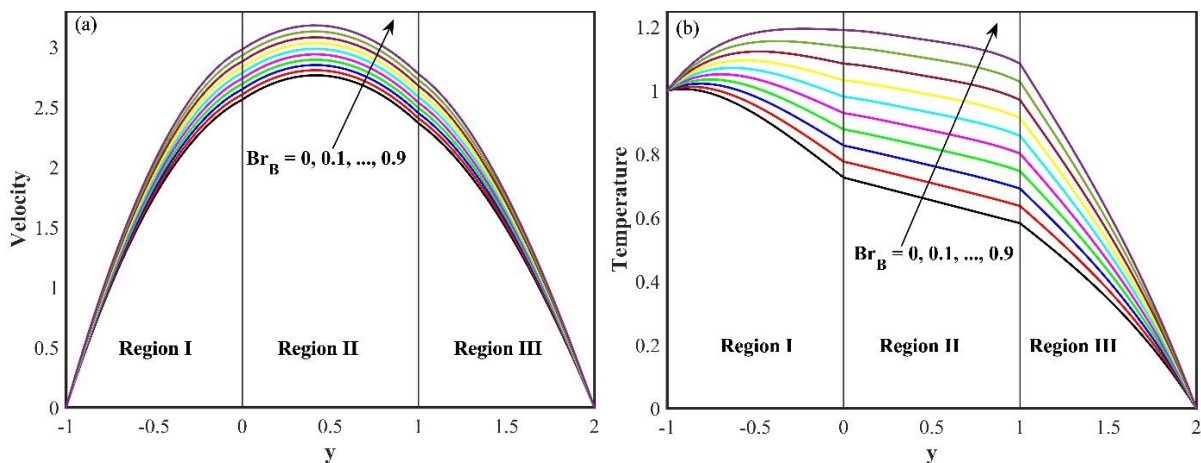 (a)
3
2.5
2
1.5
1
0.5
0
Velocity
Br_B = 0, 0.1, ..., 0.9
Region I
Region II
Region III
-1
-0.5
0
0.5
1
1.5
2
y
(b)
1.2
1
0.8
0.6
0.4
0.2
0
Temperature
Br_B = 0, 0.1, ..., 0.9
Region I
Region II
Region III
-1
-0.5
0
0.5
1
1.5
2
y